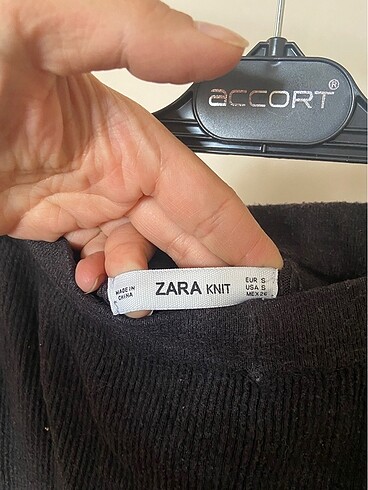 accort®
MADE IN
CHINA
ZARA KNIT
EUR S
USA S
MEX 26